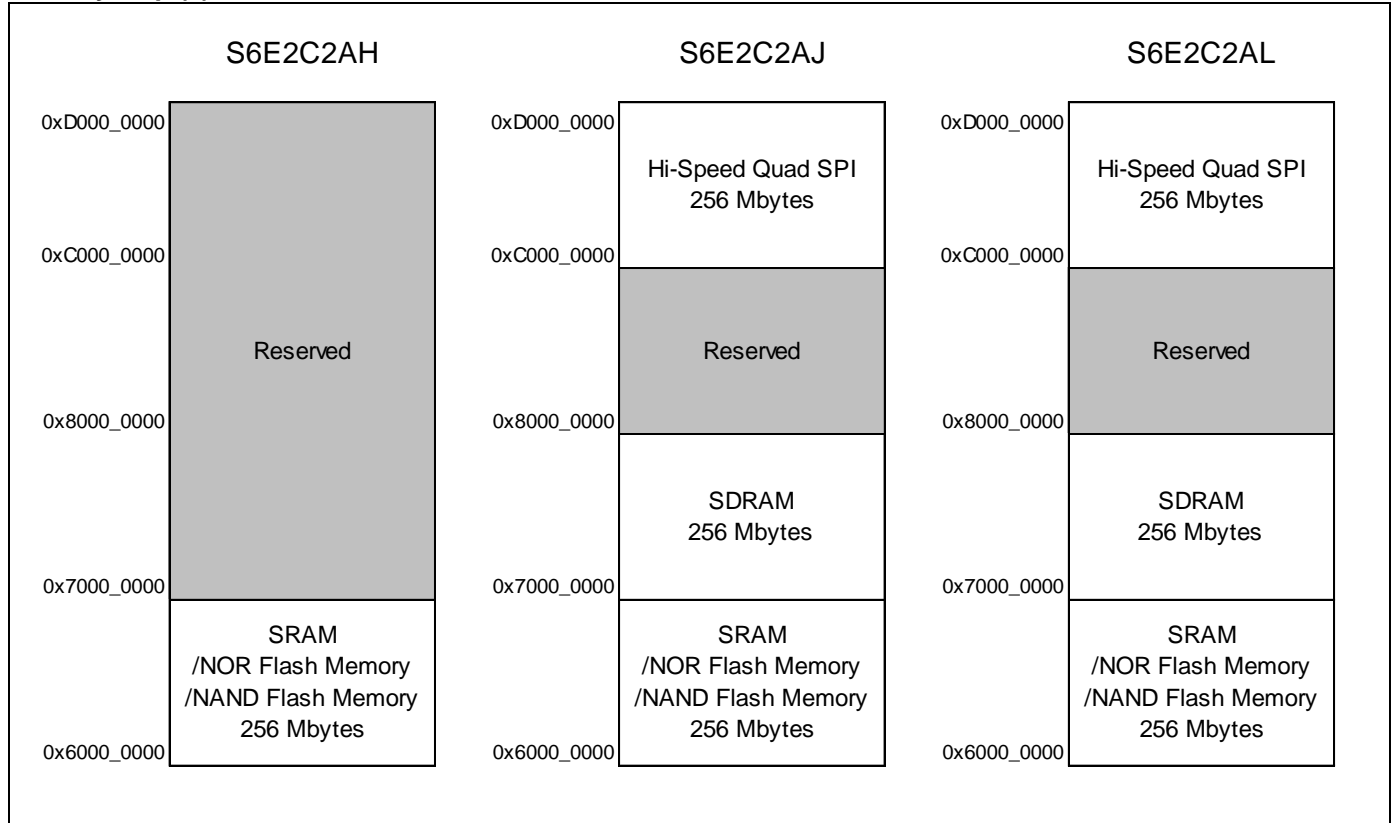 S6E2C2AH
0xD000_0000
0xC000_0000
Reserved
0x8000_0000
0x7000_0000
SRAM
/NOR Flash Memory
/NAND Flash Memory
256 Mbytes
0x6000_0000
S6E2C2AJ
0xD000_0000
Hi-Speed Quad SPI
256 Mbytes
0xC000_0000
Reserved
0x8000_0000
SDRAM
256 Mbytes
0x7000_0000
SRAM
/NOR Flash Memory
/NAND Flash Memory
256 Mbytes
0x6000_0000
S6E2C2AL
0xD000_0000
Hi-Speed Quad SPI
256 Mbytes
0xC000_0000
Reserved
0x8000_0000
SDRAM
256 Mbytes
0x7000_0000
SRAM
/NOR Flash Memory
/NAND Flash Memory
256 Mbytes
0x6000_0000